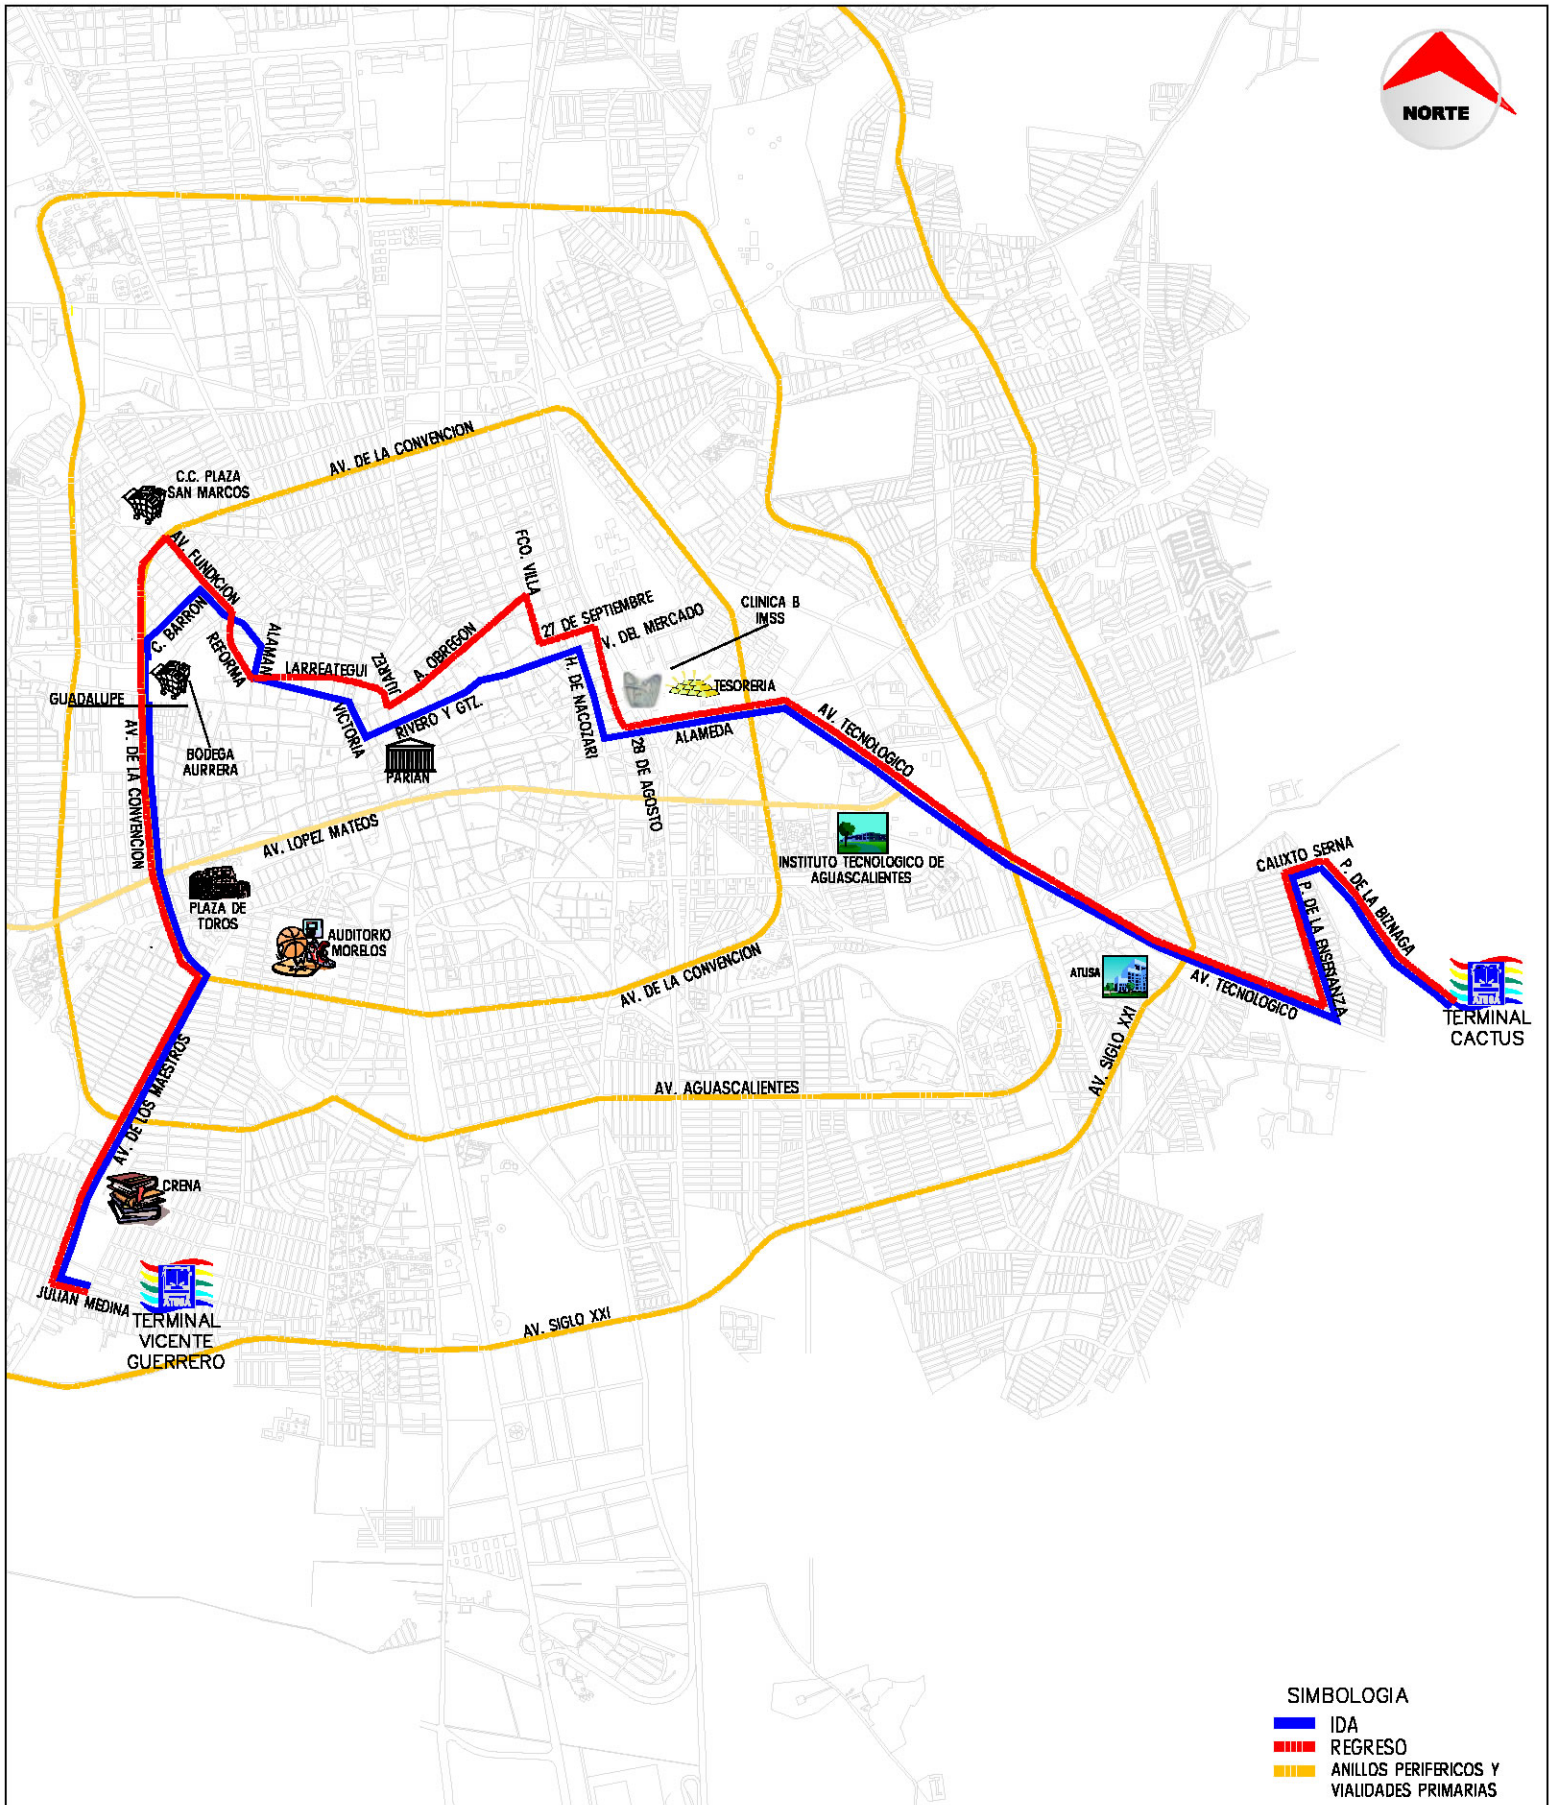 NORTE
AV. DE LA CONVENCION
C.C. PLAZA
SAN MARCOS
AV. FUNDICION
FCO. VILLA
C. BARRON
ALAMAN
REFORMA
27 DE SEPTIEMBRE
V. DEL MERCADO
CLINICA 8
IMSS
LARREATEGUI
JUAREZ
A. OBREGON
H. DE NACOZARI
TESORERIA
GUADALUPE
VICTORIA
RIVERO Y GTZ.
ALAMEDA
AV. TECNOLOGICO
AV. DE LA CONVENCION
BODEGA
AURRERA
PARIAN
28 DE AGOSTO
AV. LOPEZ MATEOS
INSTITUTO TECNOLOGICO DE
AGUASCALIENTES
CALIXTO SERNA
P. DE LA BIZNAGA
P. DE LA ENSEÑANZA
PLAZA DE
TOROS
AUDITORIO
MORELOS
AV. DE LA CONVENCION
ATUSA
AV. TECNOLOGICO
ATUSA
TERMINAL
CACTUS
AV. SIGLO XXI
AV. DE LOS MAESTROS
AV. AGUASCALIENTES
CRENA
JULIAN MEDINA
ATUSA
TERMINAL
VICENTE
GUERRERO
AV. SIGLO XXI
SIMBOLOGIA
IDA
REGRESO
ANILLOS PERIFERICOS Y
VIALIDADES PRIMARIAS